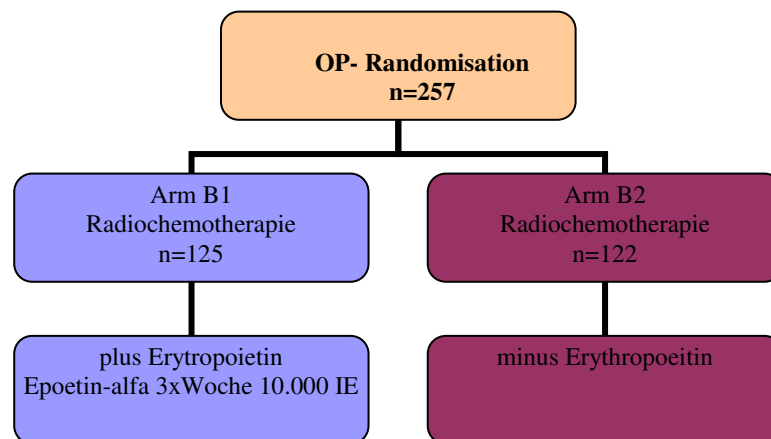 OP- Randomisation
n=257
Arm B1
Radiochemotherapie
n=125
Arm B2
Radiochemotherapie
n=122
plus Erytropoietin
Epoetin-alfa 3xWoche 10.000 IE
minus Erythropoeitin